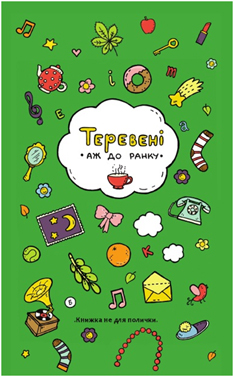 Теревені
• АЖ ДО РАНКУ •
.Книжка не для полички.